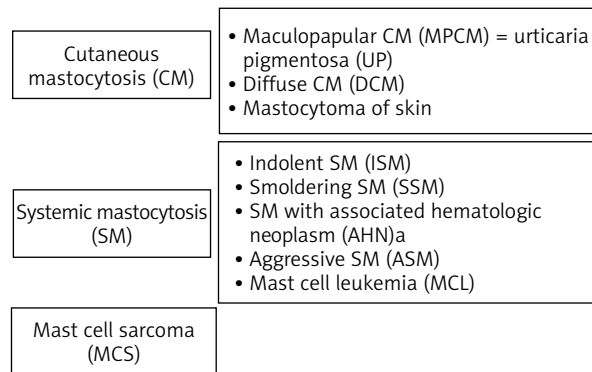 Cutaneous
mastocytosis (CM)
• Maculopapular CM (MPCM) = urticaria
pigmentosa (UP)
• Diffuse CM (DCM)
• Mastocytoma of skin
Systemic mastocytosis
(SM)
• Indolent SM (ISM)
• Smoldering SM (SSM)
• SM with associated hematologic
neoplasm (AHN)a
• Aggressive SM (ASM)
• Mast cell leukemia (MCL)
Mast cell sarcoma
(MCS)